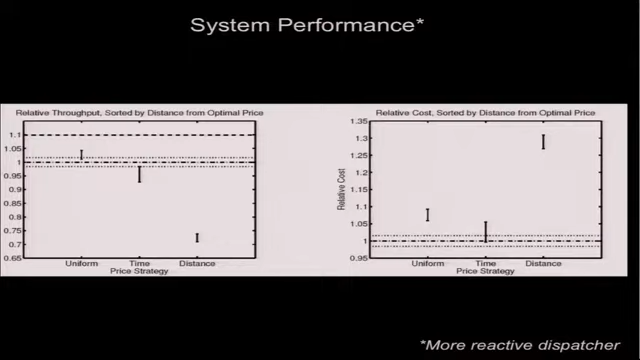 System Performance*
Relative Throughput, Sorted by Distance from Optimal Price
1.1
1.05
1
0.95
0.9
0.85
0.8
0.75
0.7
0.65
Uniform Time Distance
Price Strategy
Relative Cost, Sorted by Distance from Optimal Price
Relative Cost
1.35
1.3
1.25
1.2
1.15
1.1
1.05
1
0.95
Uniform Time Distance
Price Strategy
*More reactive dispatcher